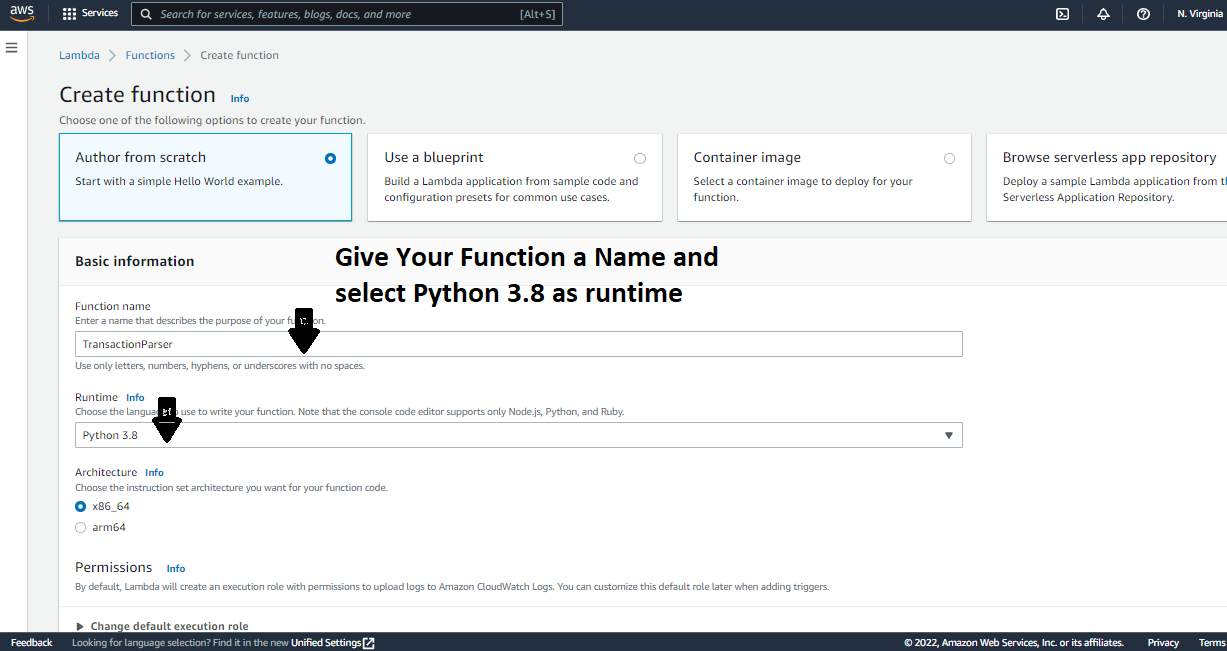 aws
Services
Search for services, features, blogs, docs, and more
[Alt+S]
N. Virginia
Lambda
Functions
Create function
Create function
Info
Choose one of the following options to create your function.
Author from scratch
Start with a simple Hello World example.
Use a blueprint
Build a Lambda application from sample code and
configuration presets for common use cases.
Container image
Select a container image to deploy for your
function.
Browse serverless app repository
Deploy a sample Lambda application from
Serverless Application Repository.
Give Your Function a Name and
select Python 3.8 as runtime
Basic information
Function name
Enter a name that describes the purpose of your function.
TransactionParser
Use only letters, numbers, hyphens, or underscores with no spaces.
Runtime Info
Choose the language to use to write your function. Note that the console code editor supports only Node.js, Python, and Ruby.
Python 3.8
Architecture Info
Choose the instruction set architecture you want for your function code.
x86_64
arm64
Permissions Info
By default, Lambda will create an execution role with permissions to upload logs to Amazon CloudWatch Logs. You can customize this default role later when adding triggers.
Change default execution role
Feedback
Looking for language selection? Find it in the new Unified Settings
© 2022, Amazon Web Services, Inc. or its affiliates.
Privacy
Terms